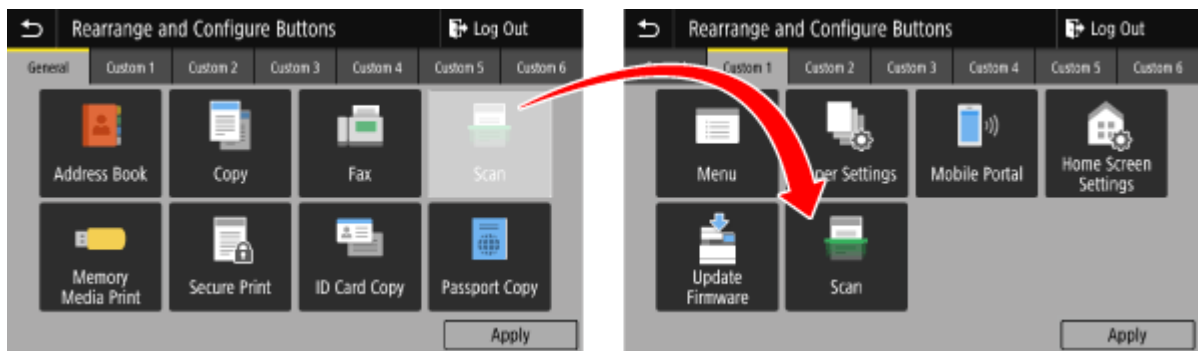 Rearrange and Configure Buttons
Log Out
General
Custom 1
Custom 2
Custom 3
Custom 4
Custom 5
Custom 6
Address Book
Copy
Fax
Scan
Memory
Media Print
Secure Print
ID Card Copy
Passport Copy
Apply
Rearrange and Configure Buttons
Log Out
Custom 1
Custom 2
Custom 3
Custom 4
Custom 5
Custom 6
Menu
Settings
Mobile Portal
Home Screen
Settings
Update
Firmware
Scan
Apply